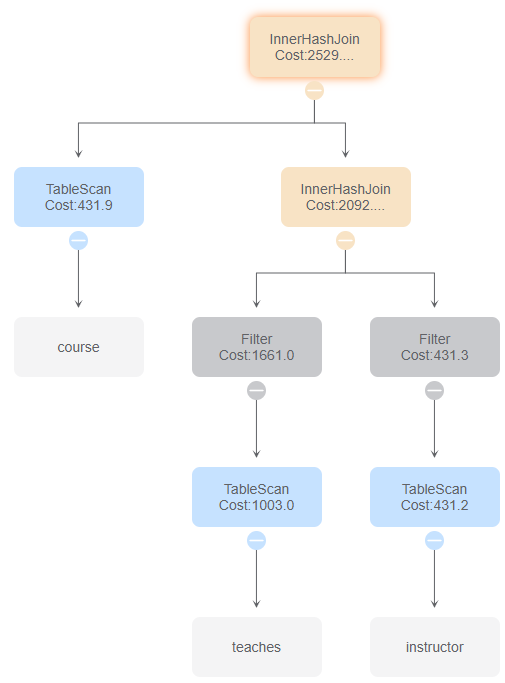 InnerHashJoin
Cost:2529....
TableScan
Cost:431.9
InnerHashJoin
Cost:2092....
course
Filter
Cost:1661.0
Filter
Cost:431.3
TableScan
Cost:1003.0
TableScan
Cost:431.2
teaches
instructor